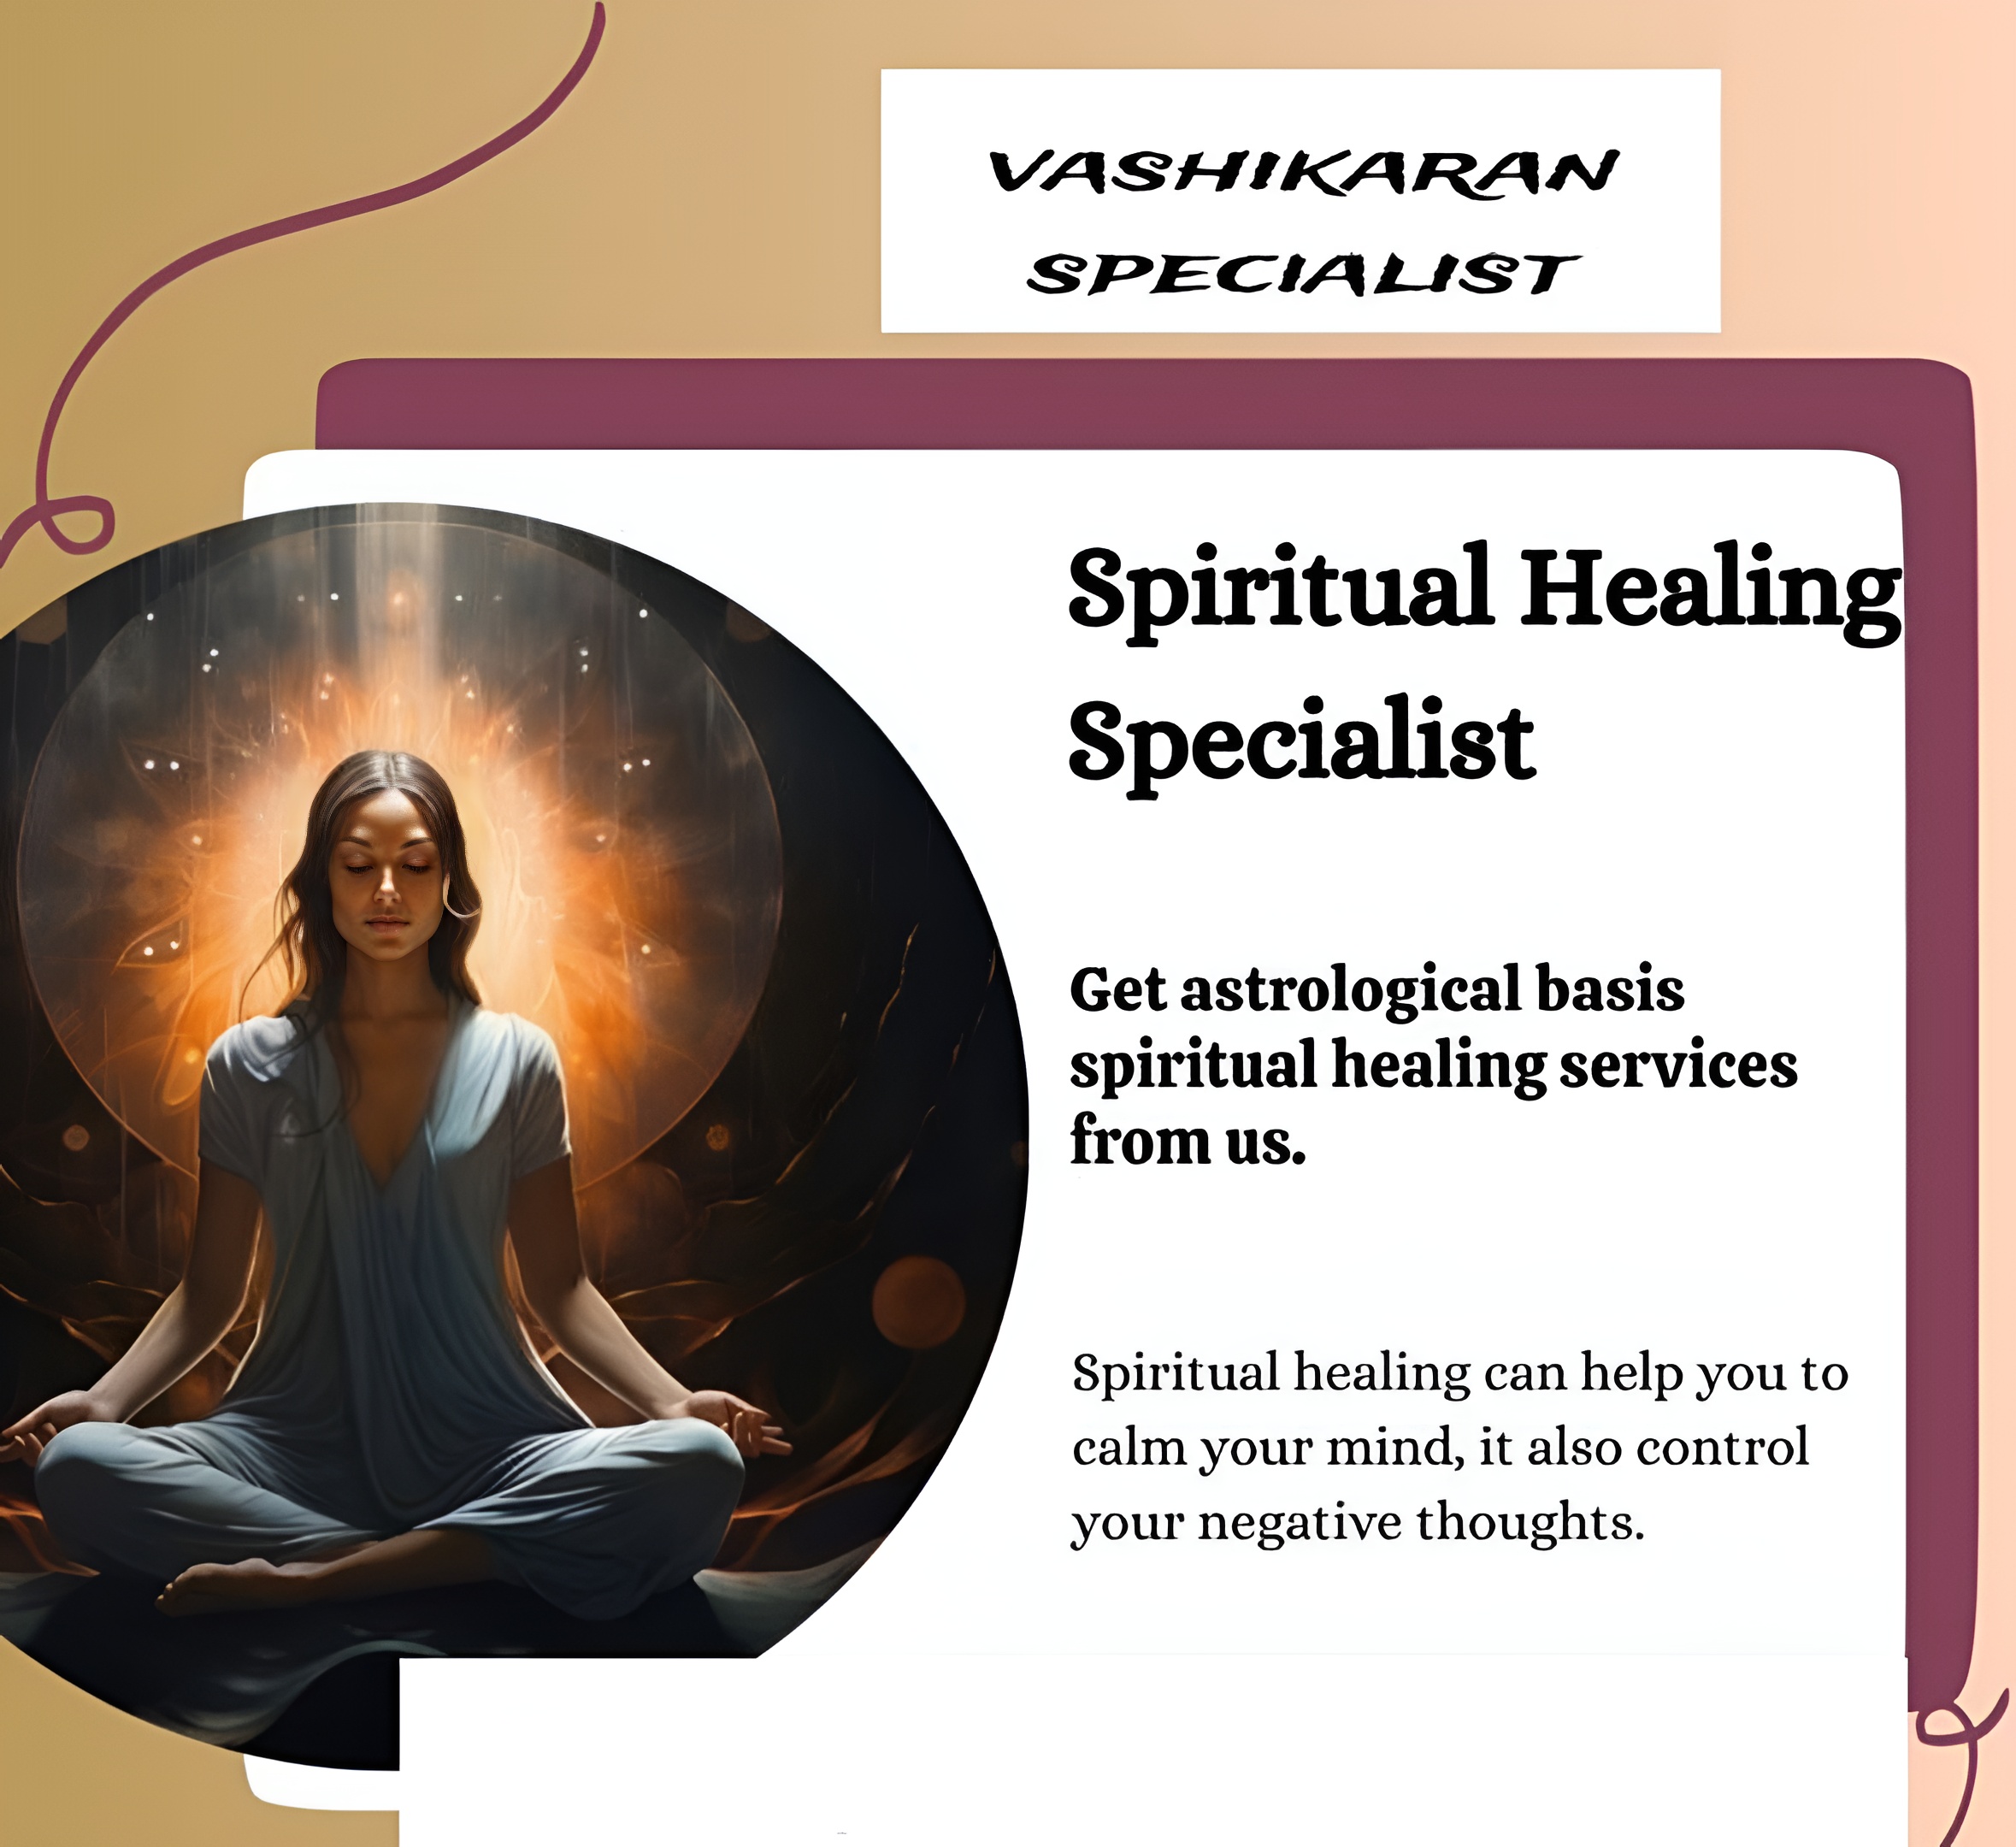 VASHIKARAN
SPECIALIST
Spiritual Healing
Specialist
Get astrological basis
spiritual healing services
from us.
Spiritual healing can help you to
calm your mind, it also control
your negative thoughts.